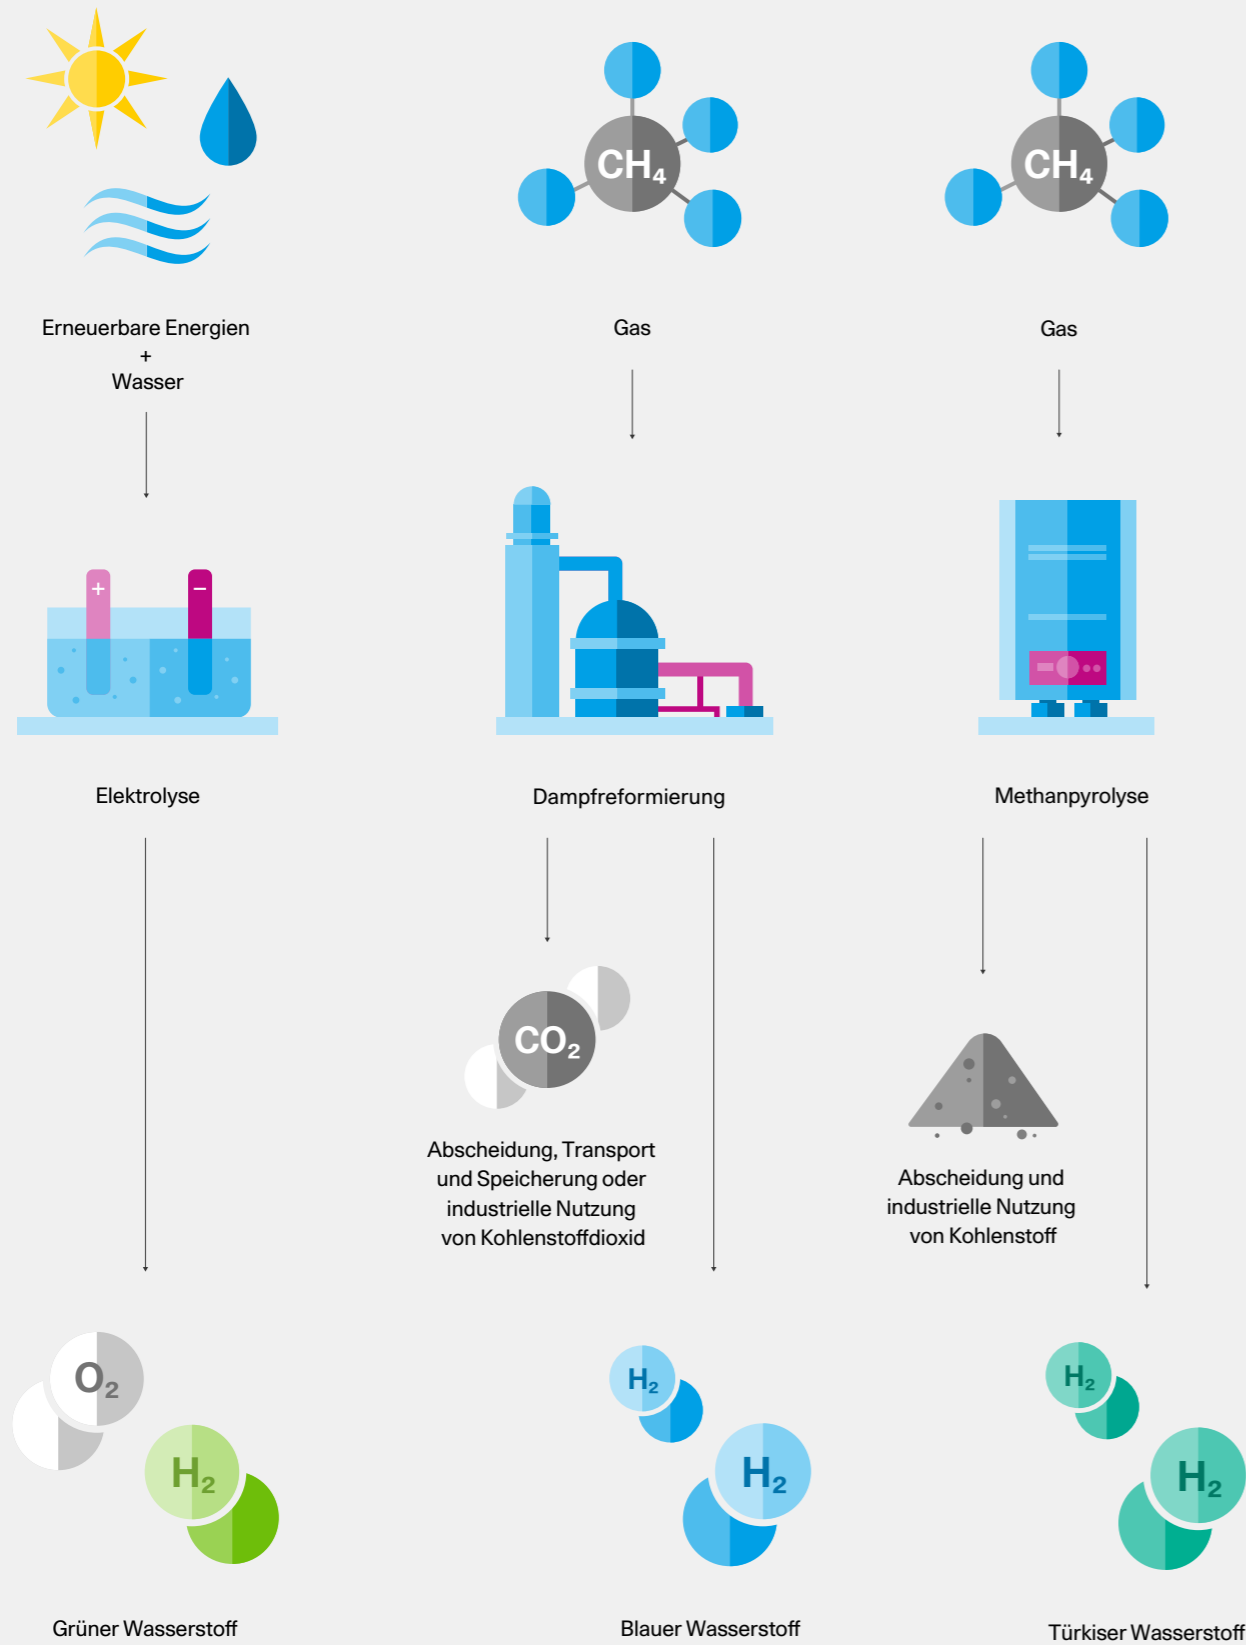 CH₄
CH₄
Erneuerbare Energien
+
Wasser
Gas
Gas
+
−
Elektrolyse
Dampfreformierung
Methanpyrolyse
CO₂
Abscheidung, Transport
und Speicherung oder
industrielle Nutzung
von Kohlenstoffdioxid
Abscheidung und
industrielle Nutzung
von Kohlenstoff
O₂
H₂
H₂
H₂
H₂
H₂
Grüner Wasserstoff
Blauer Wasserstoff
Türkiser Wasserstoff